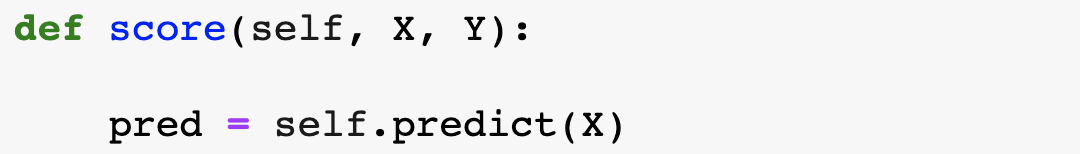 def score(self, X, Y):
    pred = self.predict(X)